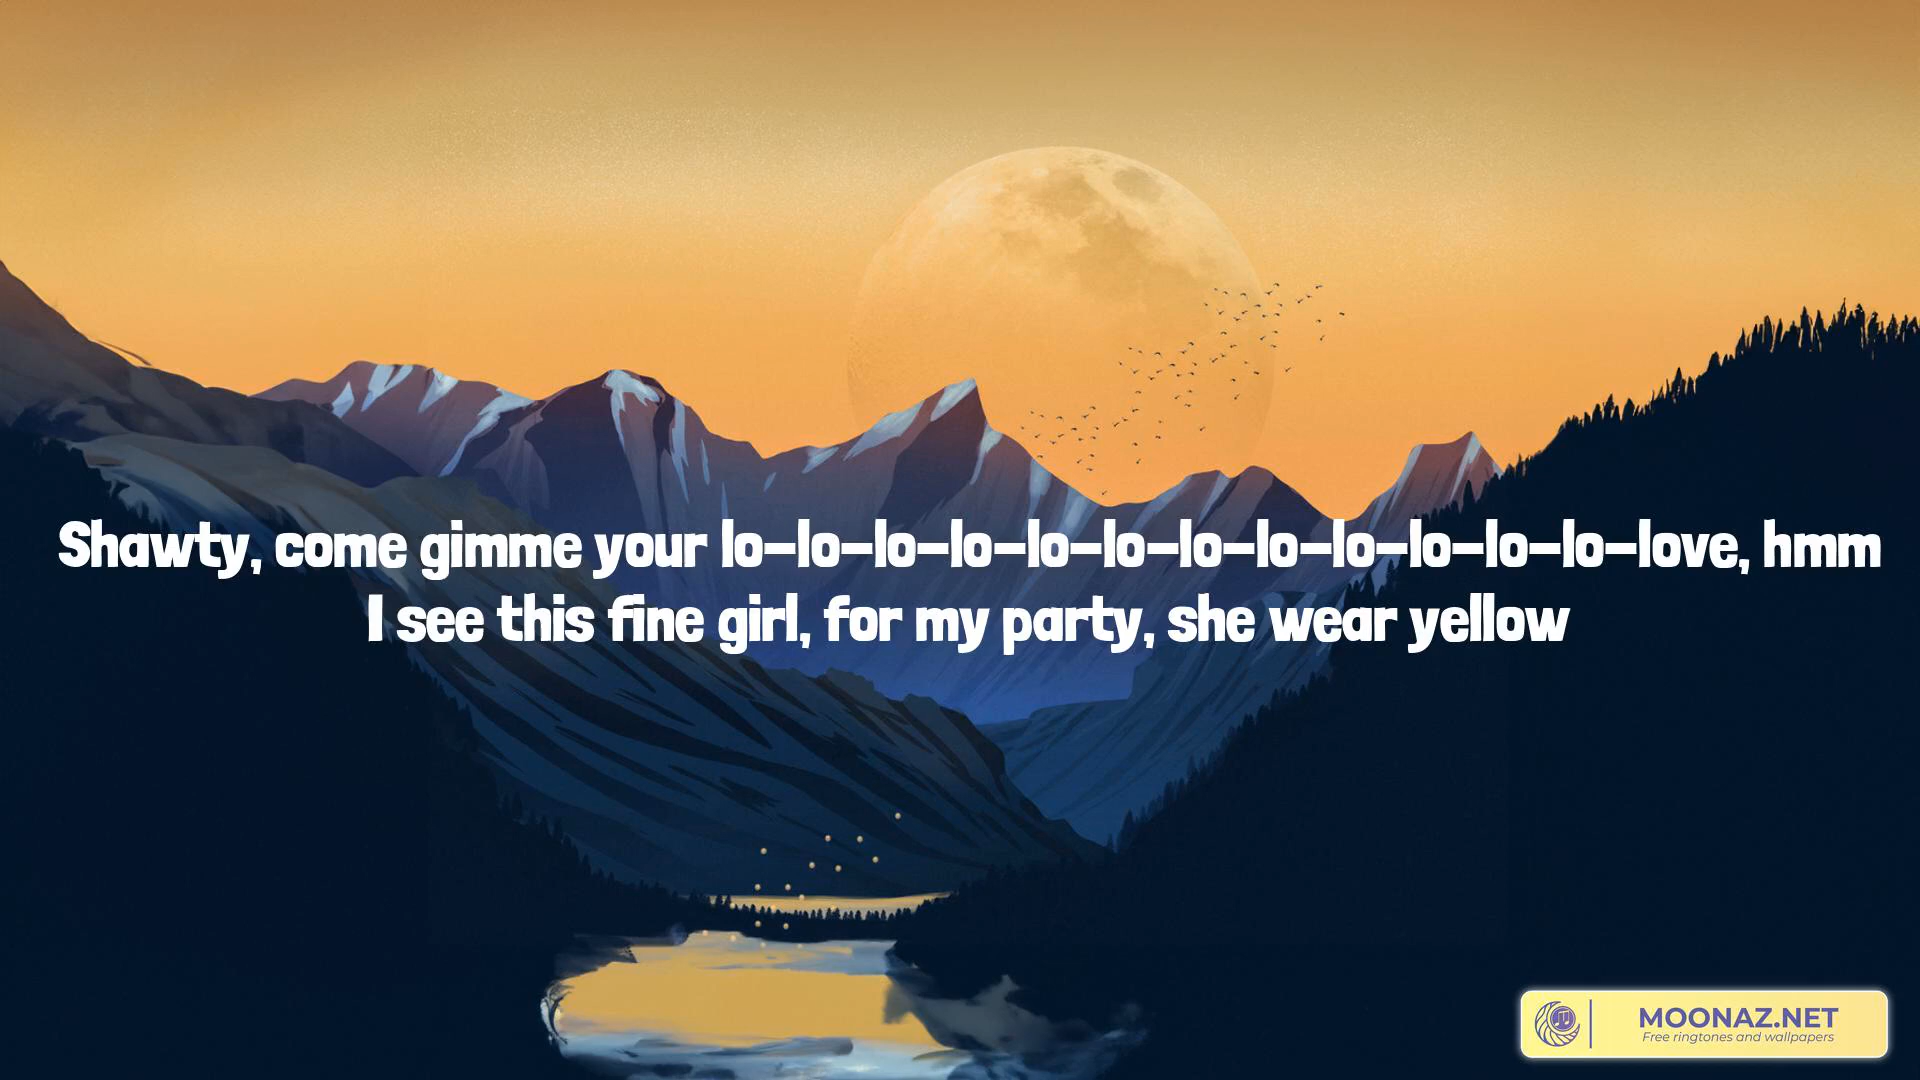 Shawty, come gimme your lo-lo-lo-lo-lo-lo-lo-lo-lo-lo-lo-lo-love, hmm
I see this fine girl, for my party, she wear yellow
MOONAZ.NET
Free ringtones and wallpapers